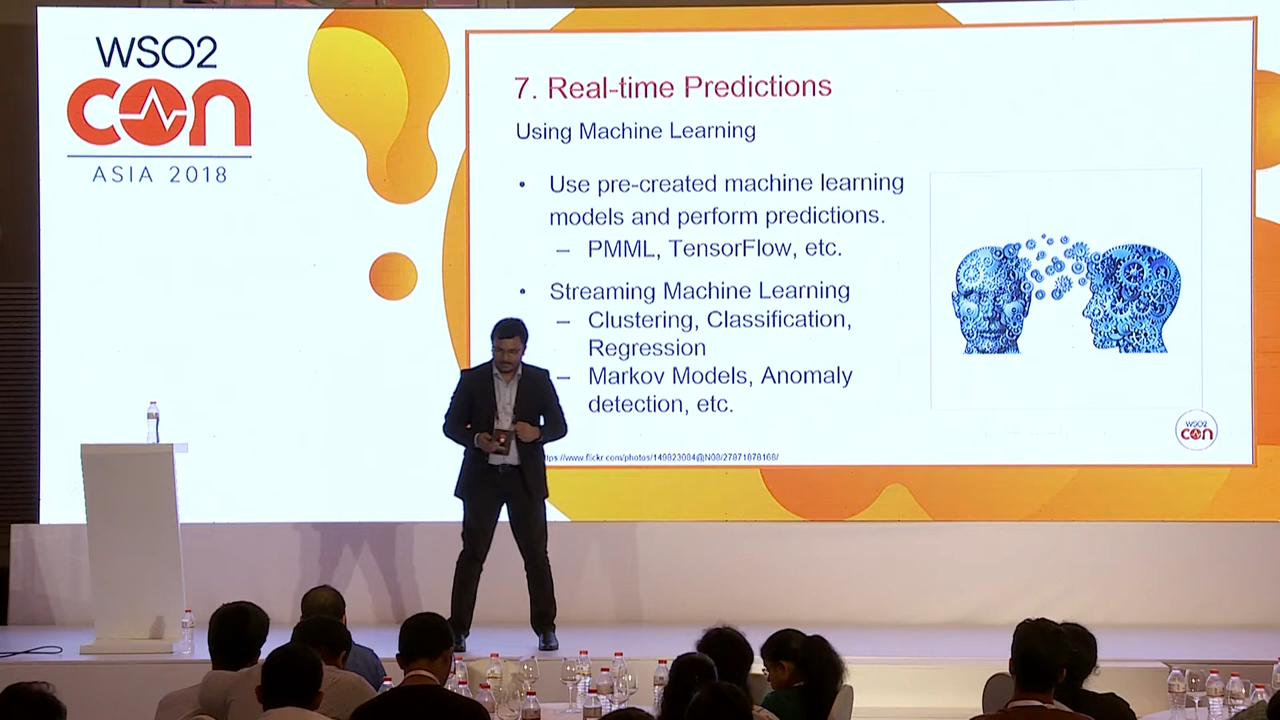 WSO2
CON
ASIA 2018
7. Real-time Predictions
Using Machine Learning
• Use pre-created machine learning
models and perform predictions.
– PMML, TensorFlow, etc.
• Streaming Machine Learning
– Clustering, Classification,
Regression
– Markov Models, Anomaly
detection, etc.
WSO2
con